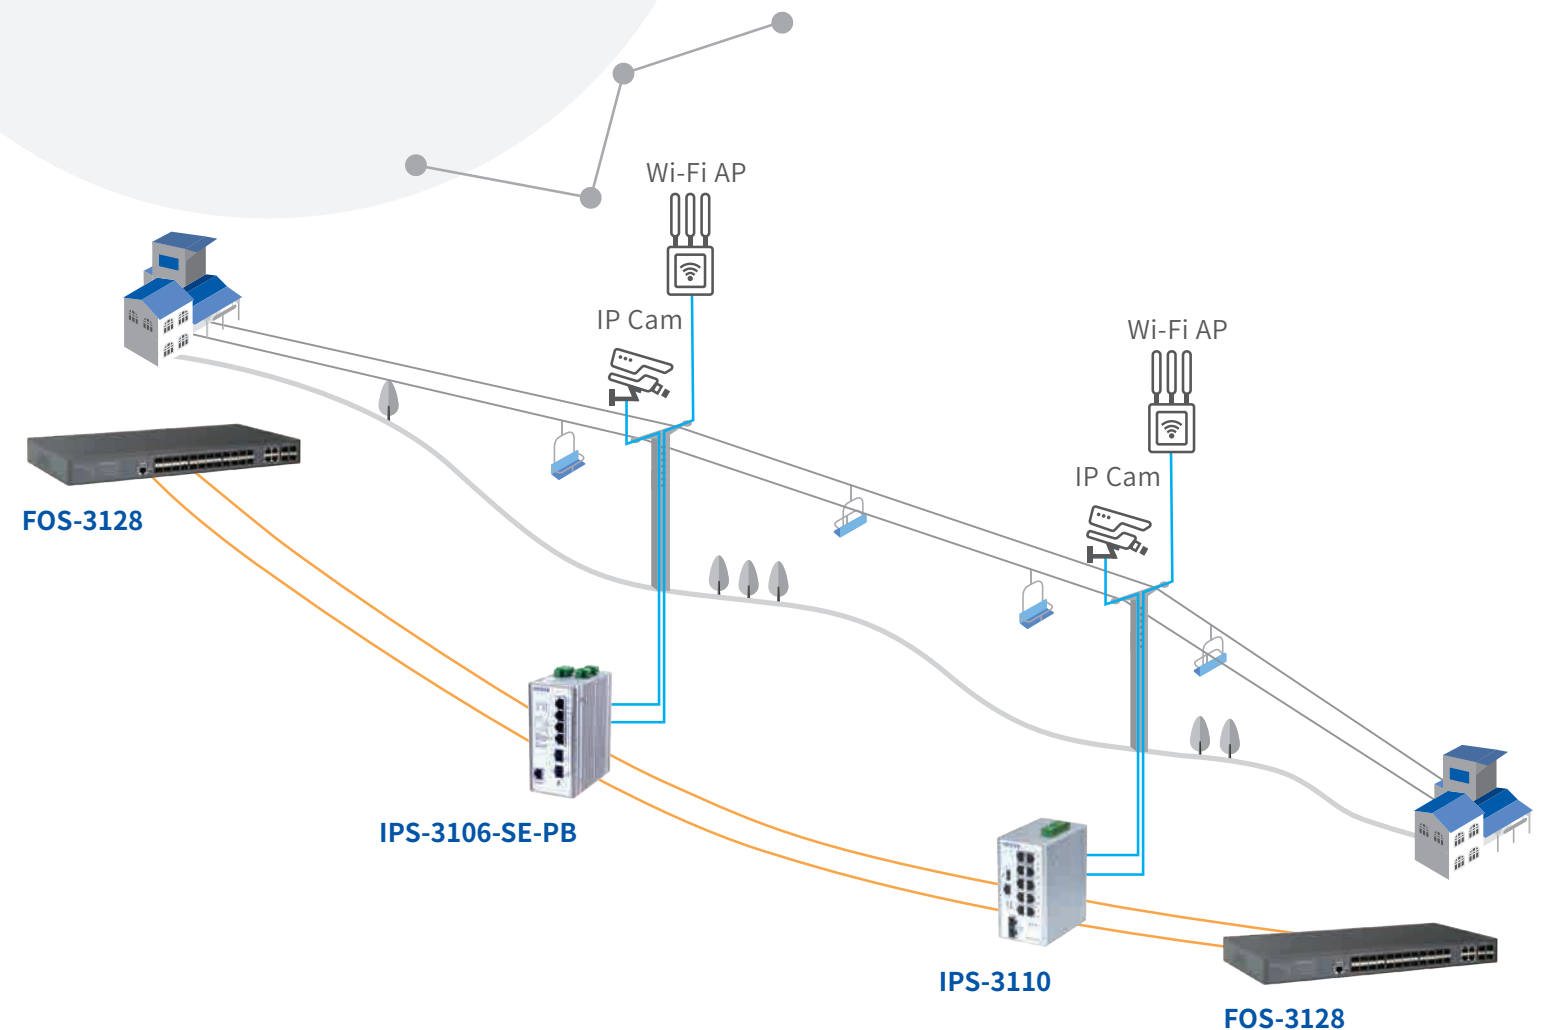 Wi-Fi AP
IP Cam
Wi-Fi AP
IP Cam
FOS-3128
IPS-3106-SE-PB
IPS-3110
FOS-3128